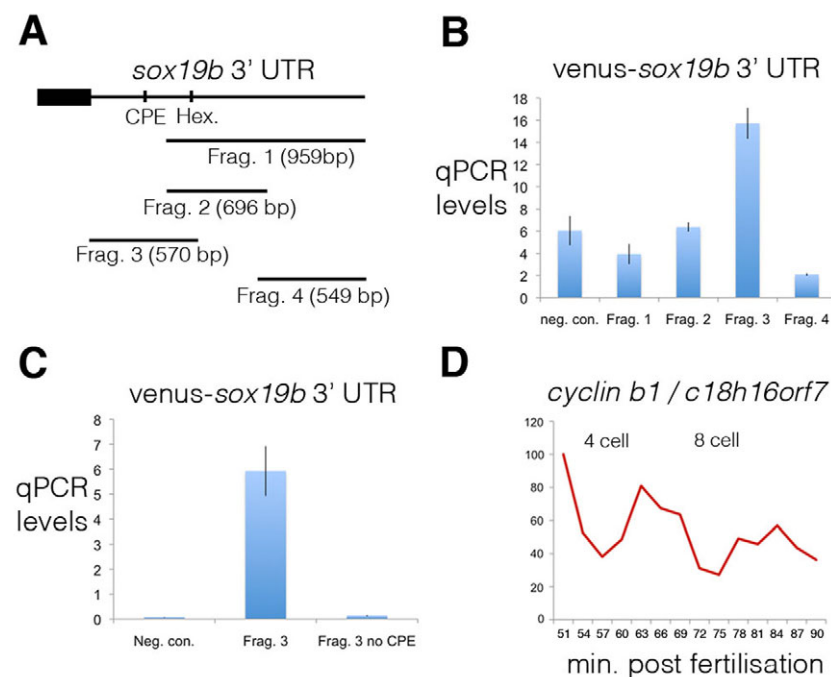 A
sox19b 3' UTR
CPE Hex.
Frag. 1 (959bp)
Frag. 2 (696 bp)
Frag. 3 (570 bp)
Frag. 4 (549 bp)
B
venus-sox19b 3' UTR
qPCR
levels
18
16
14
12
10
8
6
4
2
0
neg. con. Frag. 1 Frag. 2 Frag. 3 Frag. 4
C
venus-sox19b 3' UTR
qPCR
levels
8
7
6
5
4
3
2
1
0
Neg. con. Frag. 3 Frag. 3 no CPE
D
cyclin b1 / c18h16orf7
120
100
80
60
40
20
0
4 cell 8 cell
51 54 57 60 63 66 69 72 75 78 81 84 87 90
min. post fertilisation